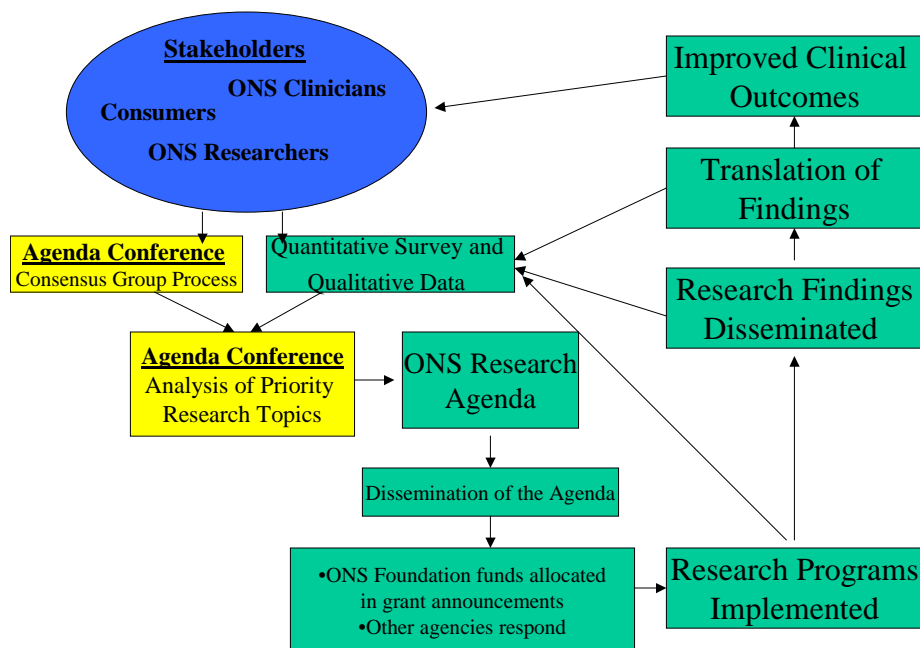 Stakeholders
ONS Clinicians
Consumers
ONS Researchers
Improved Clinical
Outcomes
Translation of
Findings
Agenda Conference
Consensus Group Process
Quantitative Survey and
Qualitative Data
Research Findings
Disseminated
Agenda Conference
Analysis of Priority
Research Topics
ONS Research
Agenda
Dissemination of the Agenda
•ONS Foundation funds allocated
in grant announcements
•Other agencies respond
Research Programs
Implemented